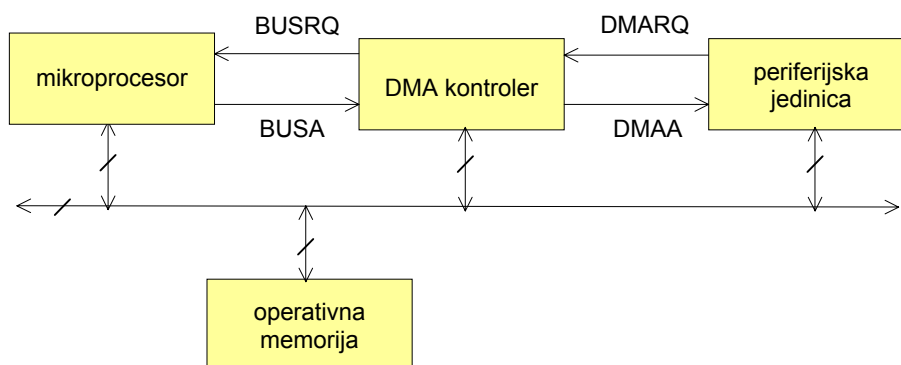 BUSRQ
DMARQ
mikroprocesor
DMA kontroler
periferijska
jedinica
BUSA
DMAA
operativna
memorija